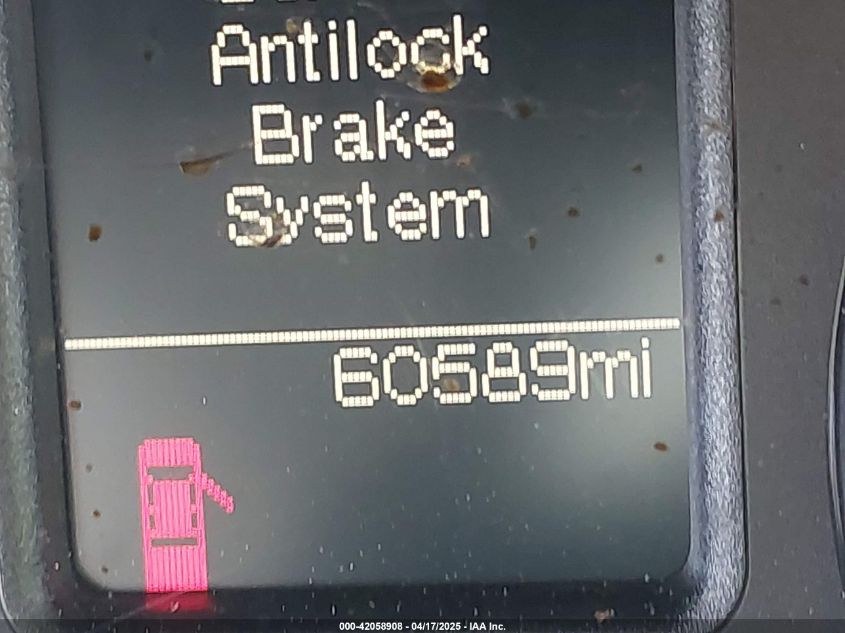 Antilock
Brake
System
60589mi
000-42058908 - 04/17/2025 - IAA Inc.